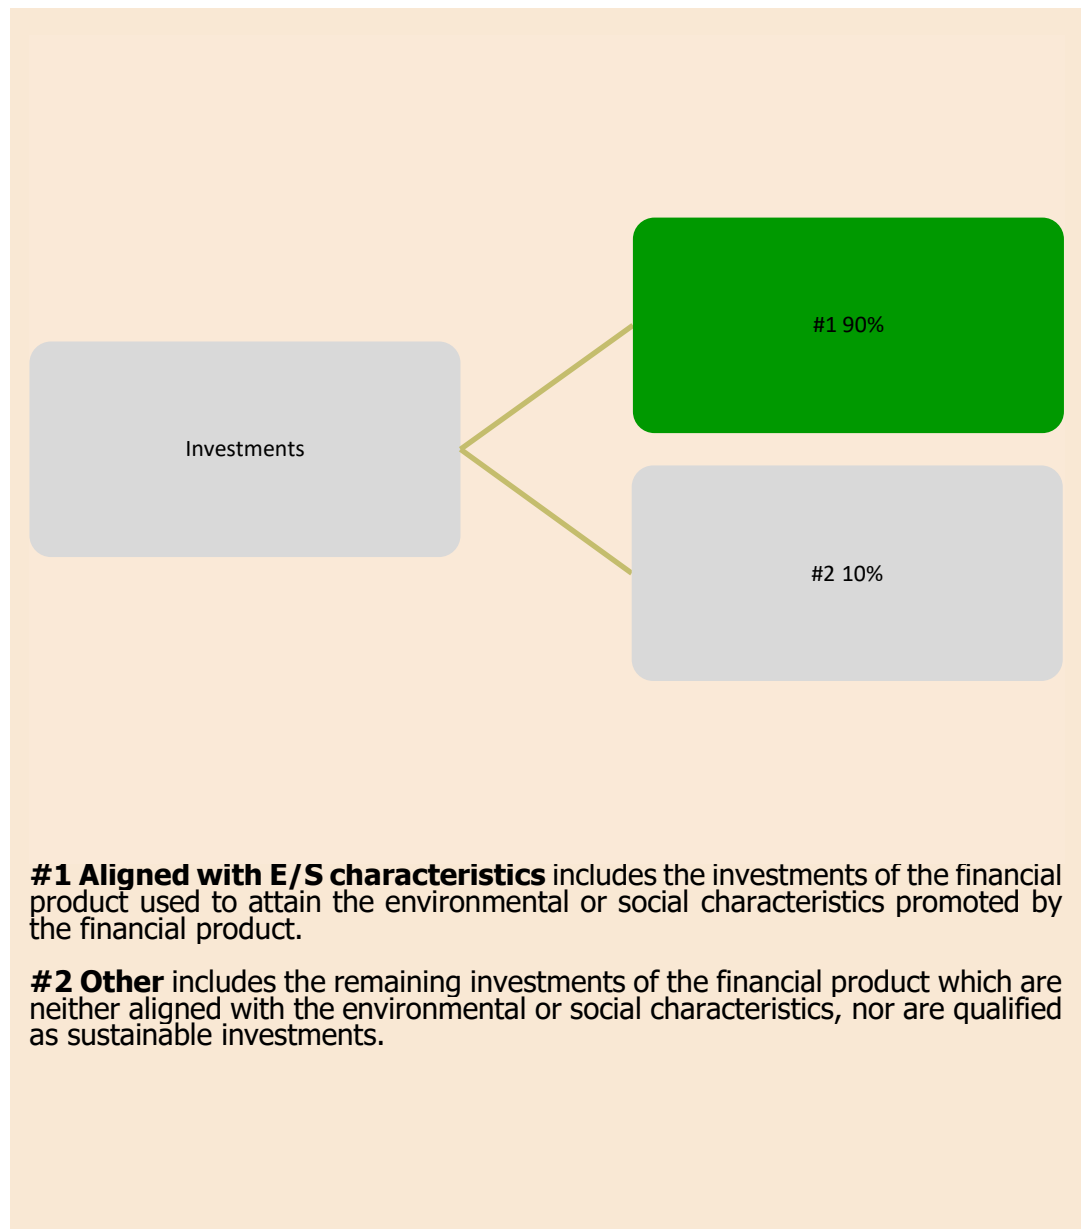 #1 90%
Investments
#2 10%
#1 Aligned with E/S characteristics includes the investments of the financial
product used to attain the environmental or social characteristics promoted by
the financial product.
#2 Other includes the remaining investments of the financial product which are
neither aligned with the environmental or social characteristics, nor are qualified
as sustainable investments.